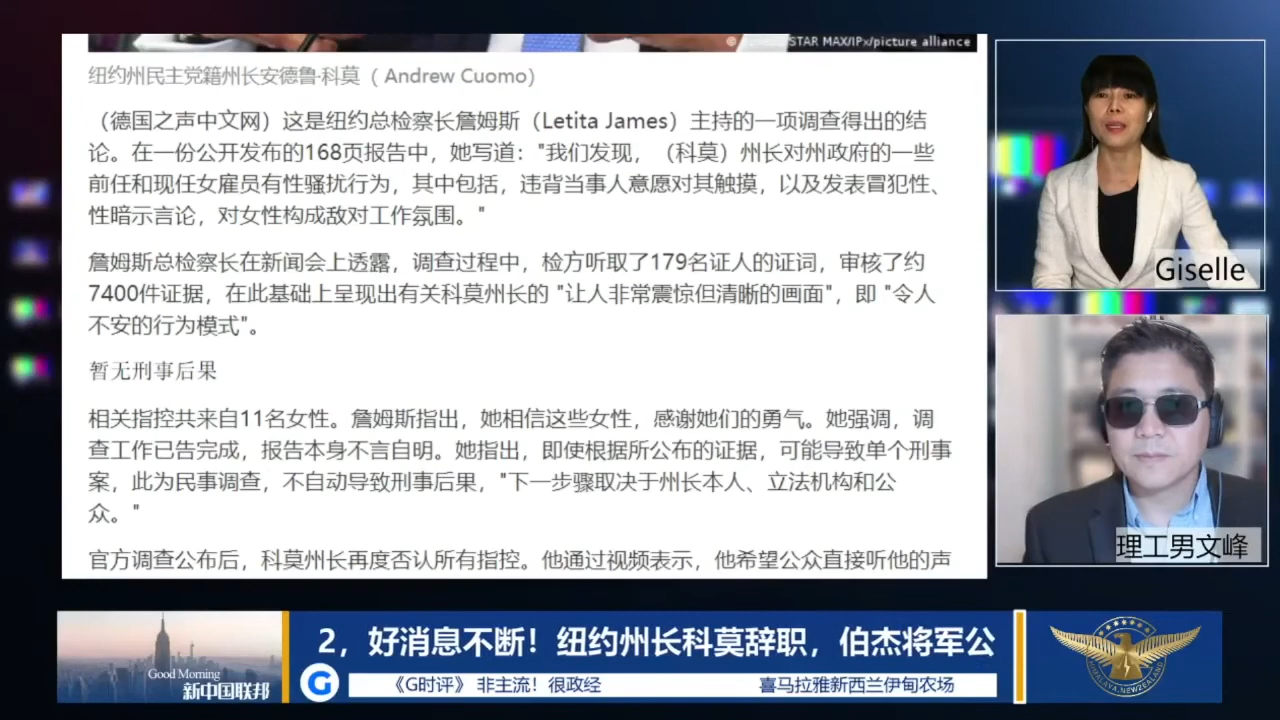 STAR MAX/IPx/picture alliance
纽约州民主党籍州长安德鲁·科莫（ Andrew Cuomo）
（德国之声中文网）这是纽约总检察长詹姆斯（Letita James）主持的一项调查得出的结
论。在一份公开发布的168页报告中，她写道："我们发现，（科莫）州长对州政府的一些
前任和现任女雇员有性骚扰行为，其中包括，违背当事人意愿对其触摸，以及发表冒犯性、
性暗示言论，对女性构成敌对工作氛围。"
詹姆斯总检察长在新闻会上透露，调查过程中，检方听取了179名证人的证词，审核了约
7400件证据，在此基础上呈现出有关科莫州长的 "让人非常震惊但清晰的画面"，即 "令人
不安的行为模式"。
暂无刑事后果
相关指控共来自11名女性。詹姆斯指出，她相信这些女性，感谢她们的勇气。她强调，调
查工作已告完成，报告本身不言自明。她指出，即使根据所公布的证据，可能导致单个刑事
案，此为民事调查，不自动导致刑事后果，"下一步骤取决于州长本人、立法机构和公
众。"
官方调查公布后，科莫州长再度否认所有指控。他通过视频表示，他希望公众直接听他的声
Giselle
理工男文峰
2，好消息不断！纽约州长科莫辞职，伯杰将军公
Good Morning
新中国联邦
G
《G时评》 非主流！很政经
喜马拉雅新西兰伊甸农场
HIMALAYA.NEWZEALAND